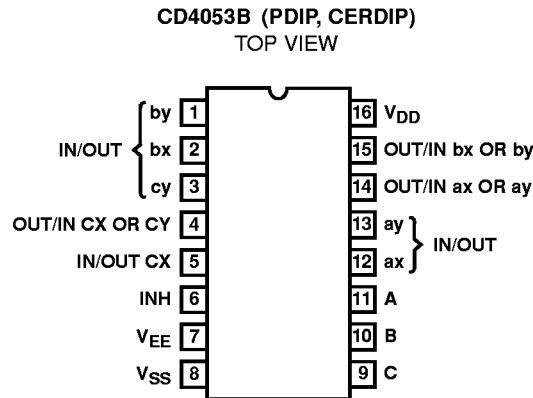 CD4053B (PDIP, CERDIP)
TOP VIEW
by 1
bx 2
IN/OUT
cy 3
OUT/IN CX OR CY 4
IN/OUT CX 5
INH 6
VEE 7
VSS 8
16 VDD
15 OUT/IN bx OR by
14 OUT/IN ax OR ay
13 ay
IN/OUT
12 ax
11 A
10 B
9 C